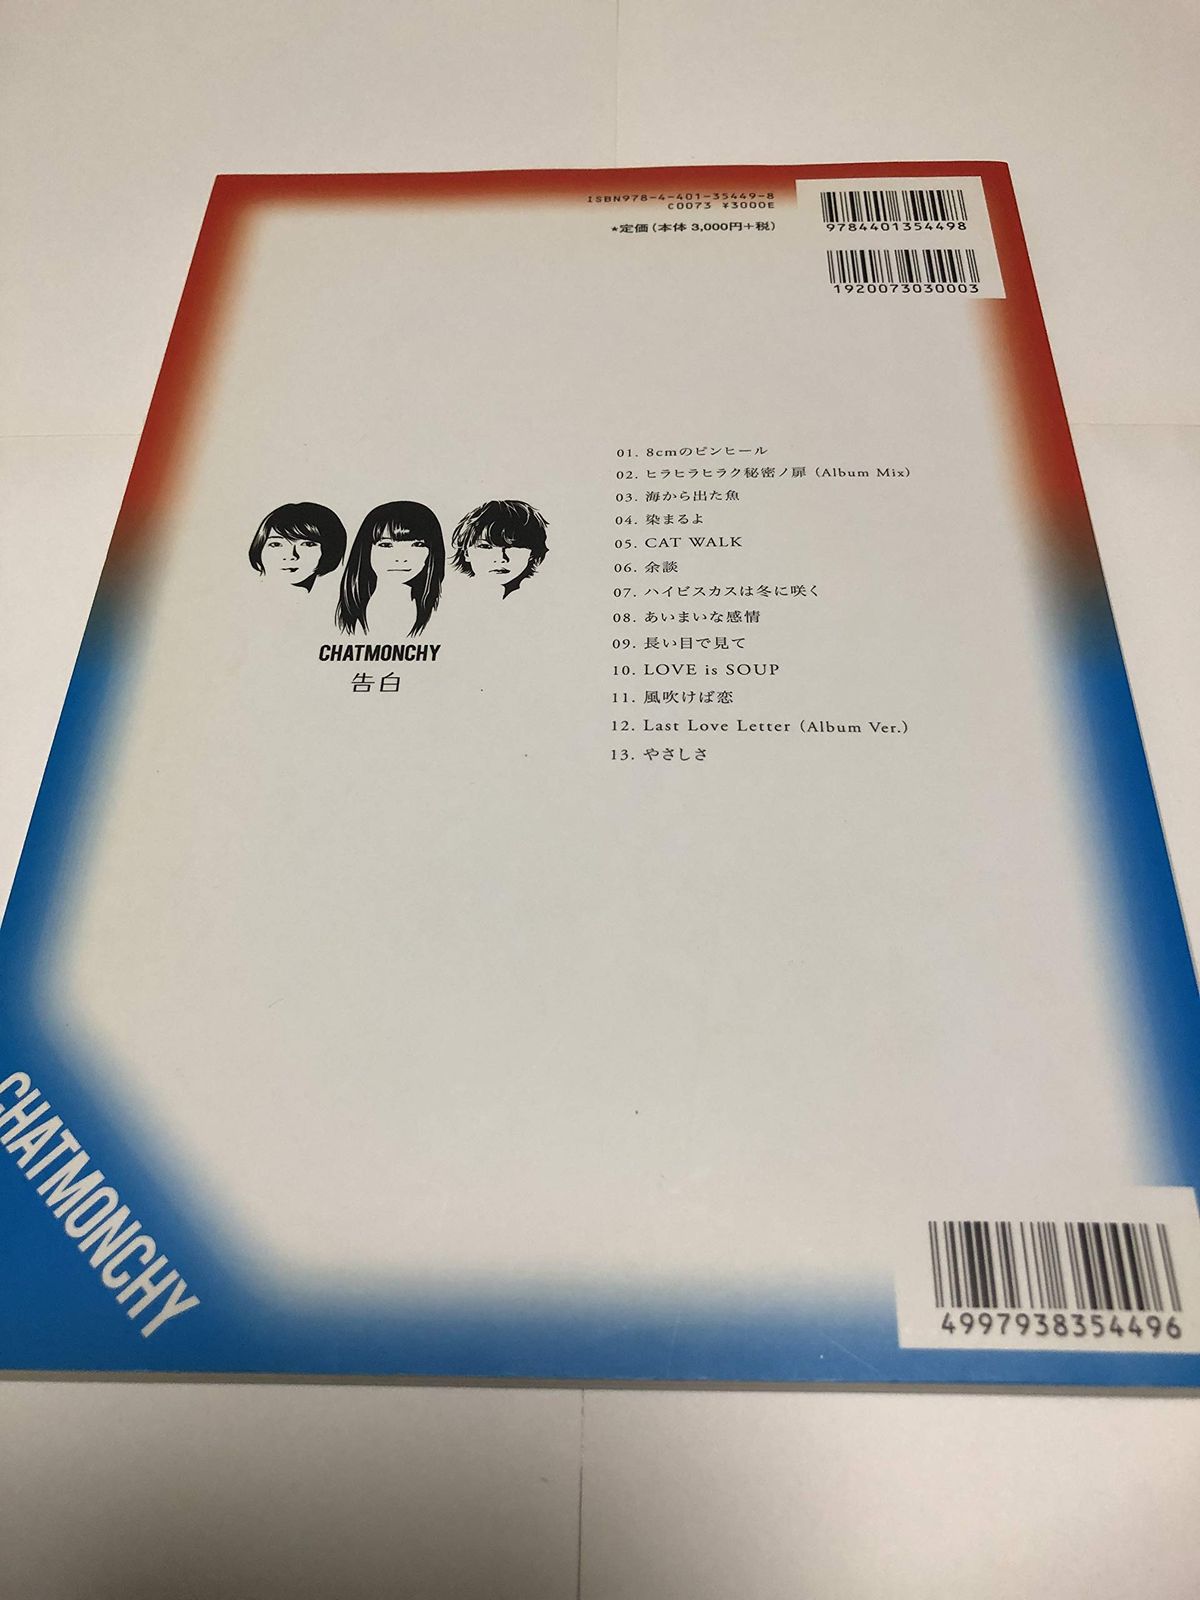 ISBN978-4-401-35449-8
C0073 ¥3000E
★定価(本体 3,000円+税)
9784401354498
1920073030003
01. 8cmのピンヒール
02. ヒラヒラヒラク秘密ノ扉 (Album Mix)
03. 海から出た魚
04. 染まるよ
05. CAT WALK
06. 余談
07. ハイビスカスは冬に咲く
08. あいまいな感情
09. 長い目で見て
10. LOVE is SOUP
11. 風吹けば恋
12. Last Love Letter (Album Ver.)
13. やさしさ
CHATMONCHY
告白
CHATMONCHY
4997938354496